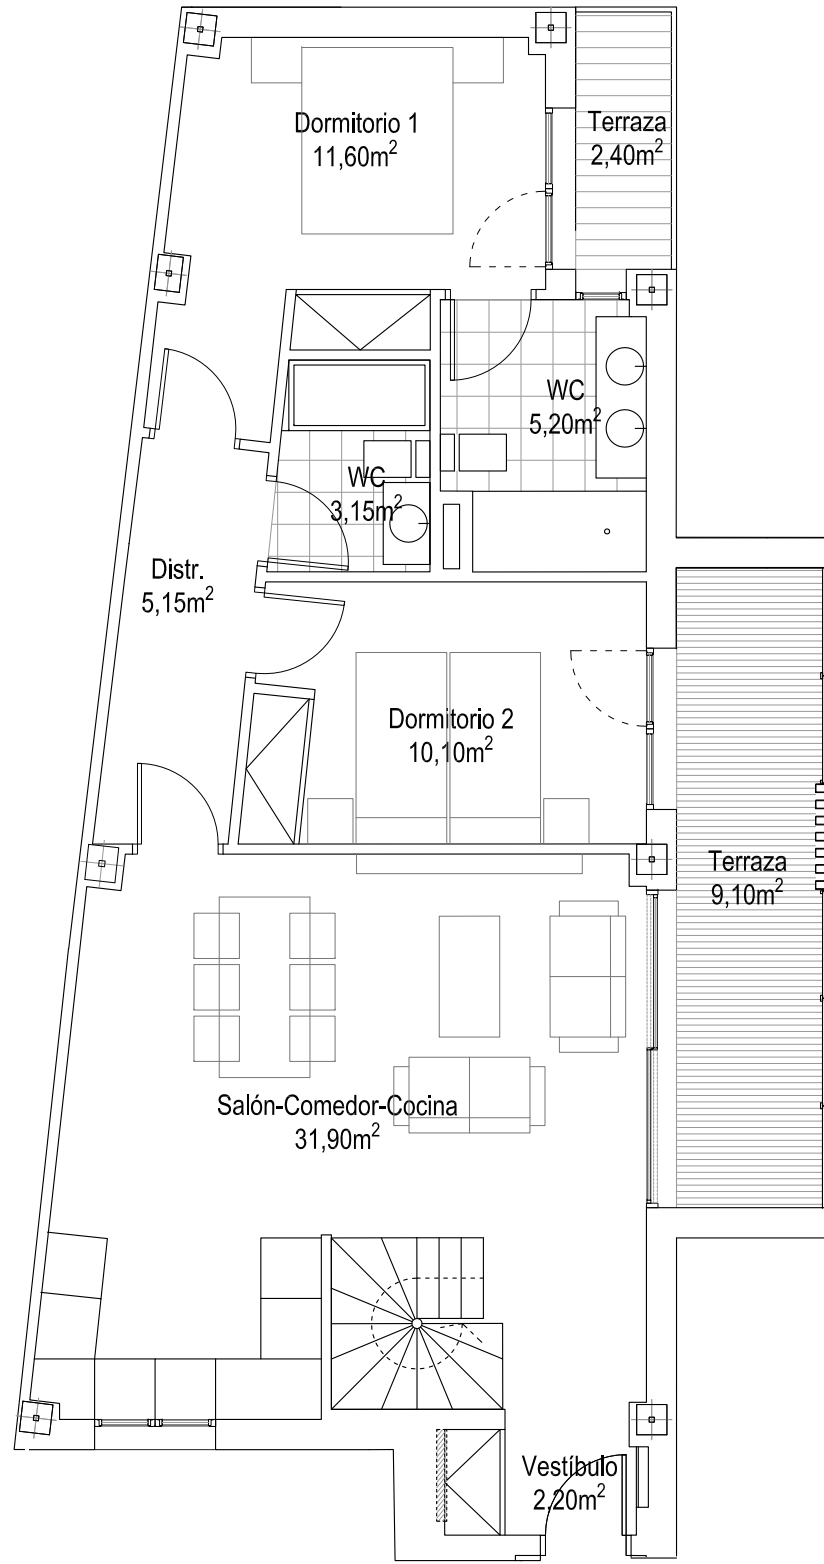 Dormitorio 1
11,60m²
Terraza
2,40m²
WC
5,20m²
WC
3,15m²
Distr.
5,15m²
Dormitorio 2
10,10m²
Terraza
9,10m²
Salón-Comedor-Cocina
31,90m²
Vestíbulo
2,20m²